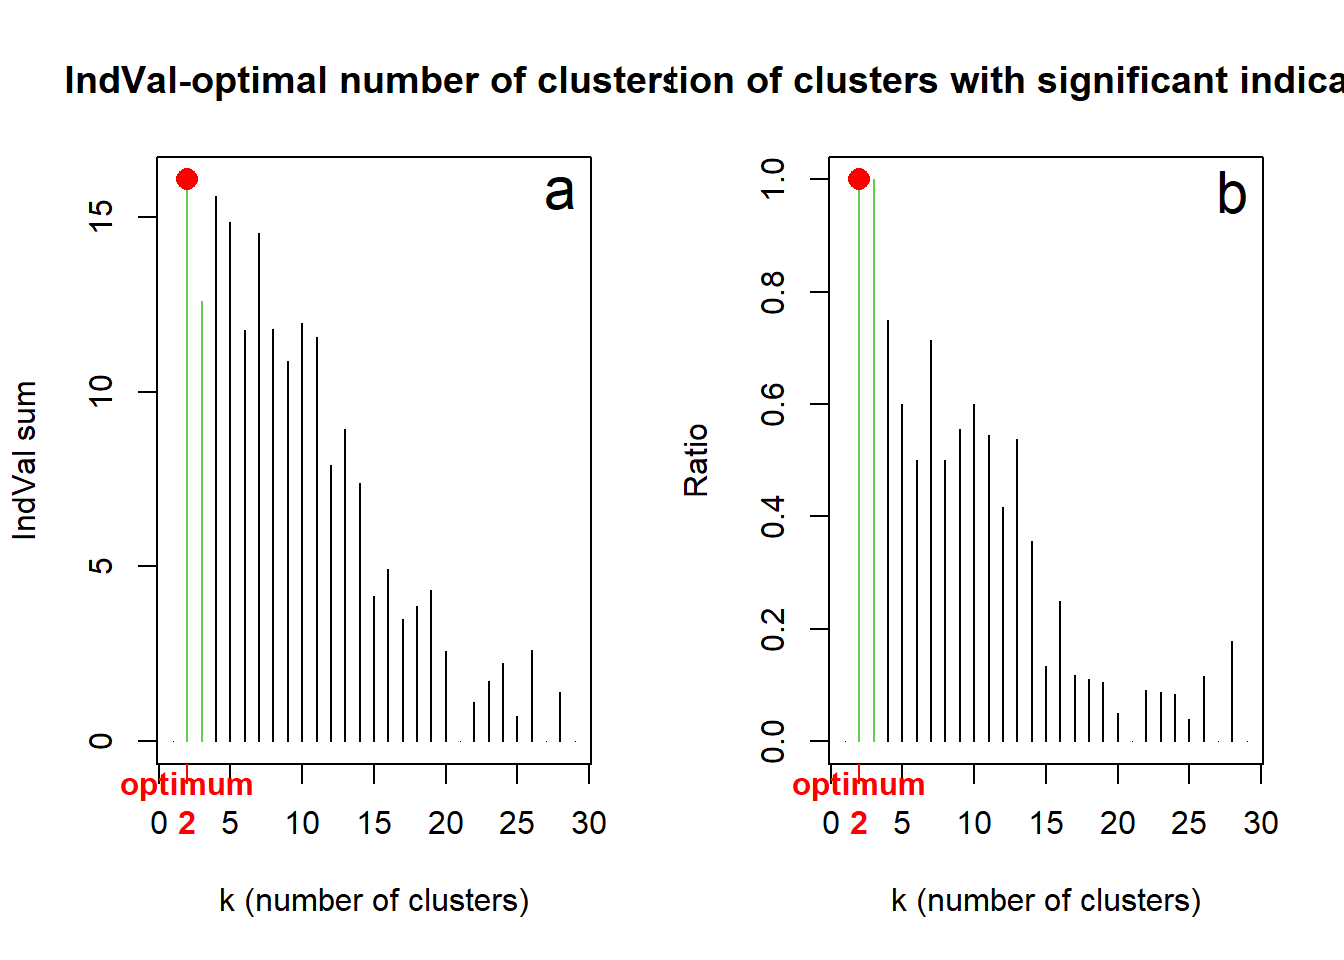 IndVal-optimal number of clusters
tion of clusters with significant indica
a
IndVal sum
15
10
5
0
optimum
0 2 5 10 15 20 25 30
k (number of clusters)
b
Ratio
1.0
0.8
0.6
0.4
0.2
0.0
optimum
0 2 5 10 15 20 25 30
k (number of clusters)